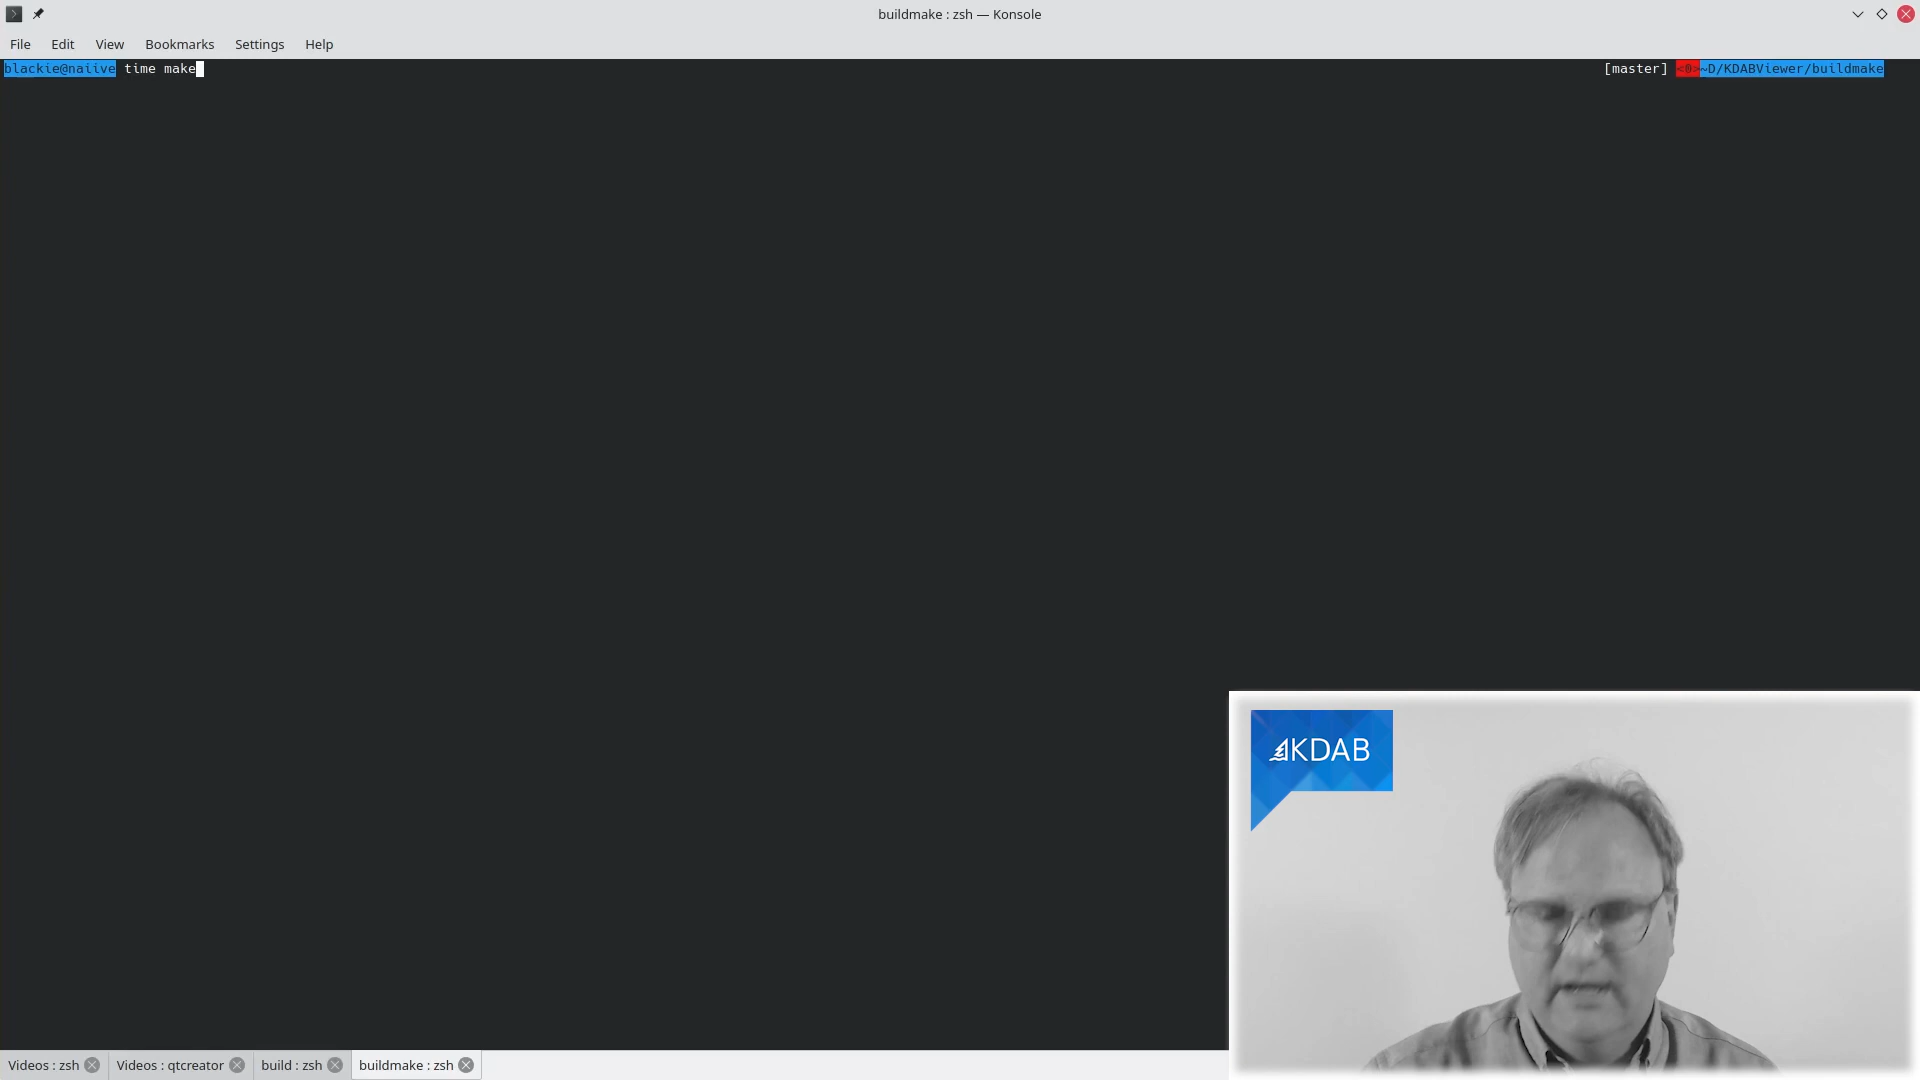 buildmake : zsh — Konsole
File Edit View Bookmarks Settings Help
blackie@naiive time make [master] <0>~D/KDABViewer/buildmake
KDAB
Videos : zsh Videos : qtcreator build : zsh buildmake : zsh